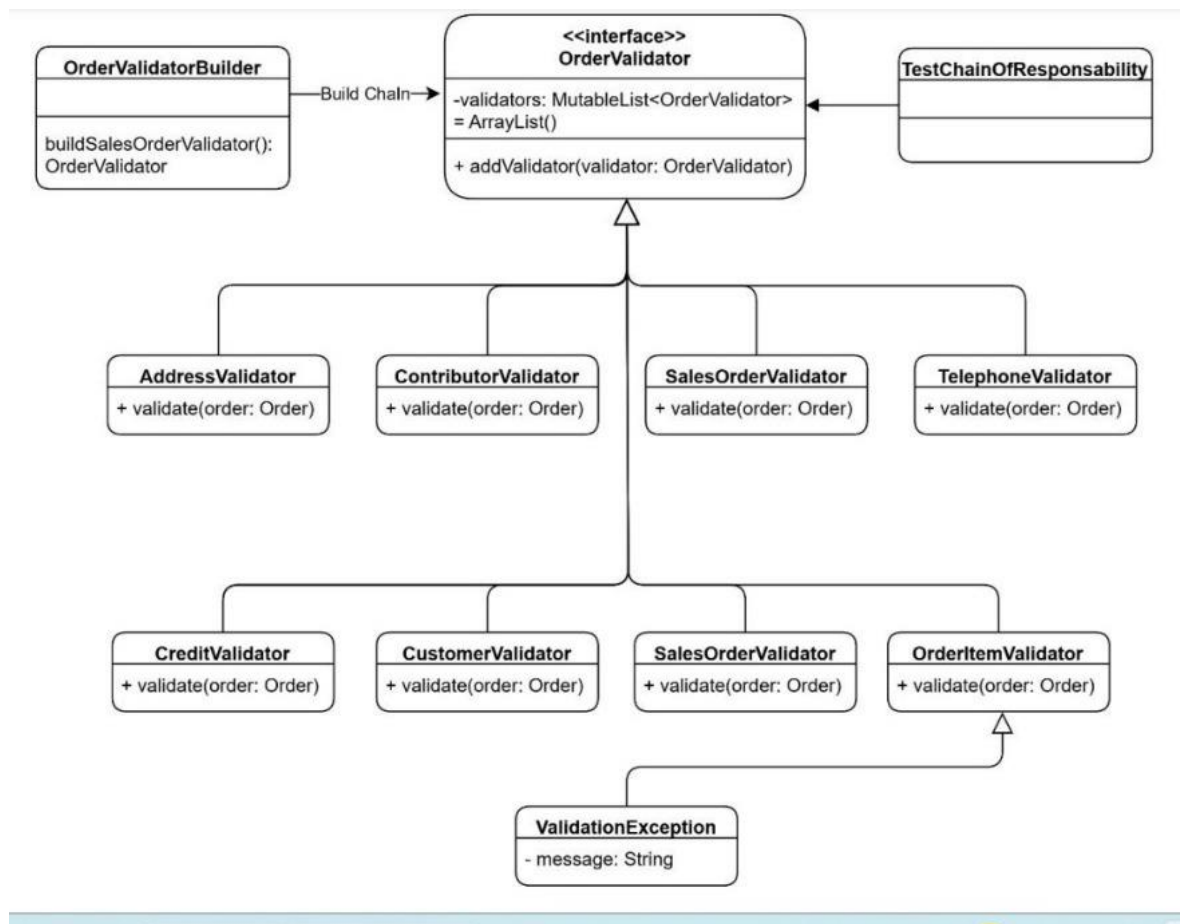 <<interface>>
OrderValidator
-validators: MutableList<OrderValidator>
= ArrayList()
+ addValidator(validator: OrderValidator)
OrderValidatorBuilder
buildSalesOrderValidator():
OrderValidator
Build Chain
TestChainOfResponsability
AddressValidator
+ validate(order: Order)
ContributorValidator
+ validate(order: Order)
SalesOrderValidator
+ validate(order: Order)
TelephoneValidator
+ validate(order: Order)
CreditValidator
+ validate(order: Order)
CustomerValidator
+ validate(order: Order)
SalesOrderValidator
+ validate(order: Order)
OrderItemValidator
+ validate(order: Order)
ValidationException
- message: String